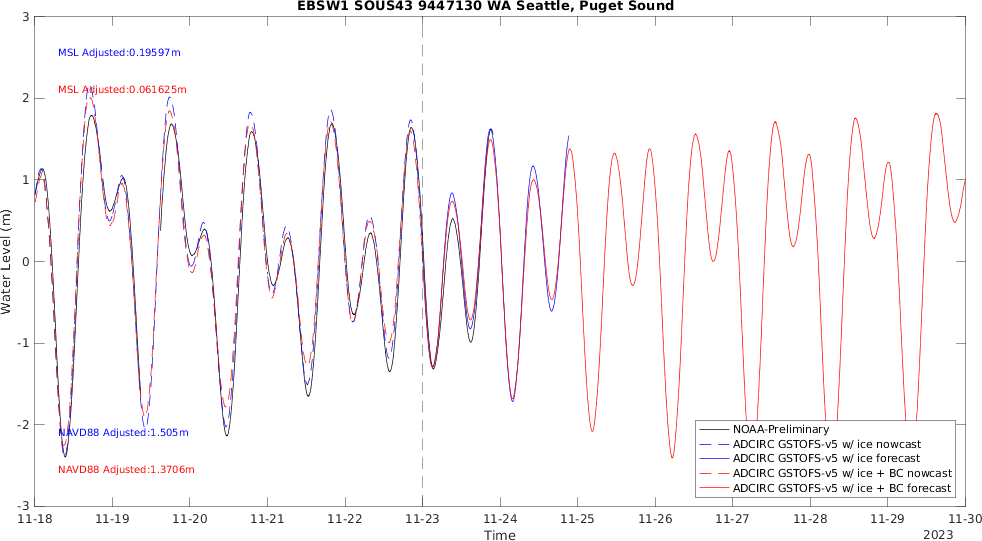 EBSW1 SOUS43 9447130 WA Seattle, Puget Sound
MSL Adjusted:0.19597m
MSL Adjusted:0.061625m
NAVD88 Adjusted:1.505m
NAVD88 Adjusted:1.3706m
Water Level (m)
3
2
1
0
-1
-2
-3
NOAA-Preliminary
ADCIRC GSTOFS-v5 w/ ice nowcast
ADCIRC GSTOFS-v5 w/ ice forecast
ADCIRC GSTOFS-v5 w/ ice + BC nowcast
ADCIRC GSTOFS-v5 w/ ice + BC forecast
11-18 11-19 11-20 11-21 11-22 11-23 11-24 11-25 11-26 11-27 11-28 11-29 11-30
Time
2023